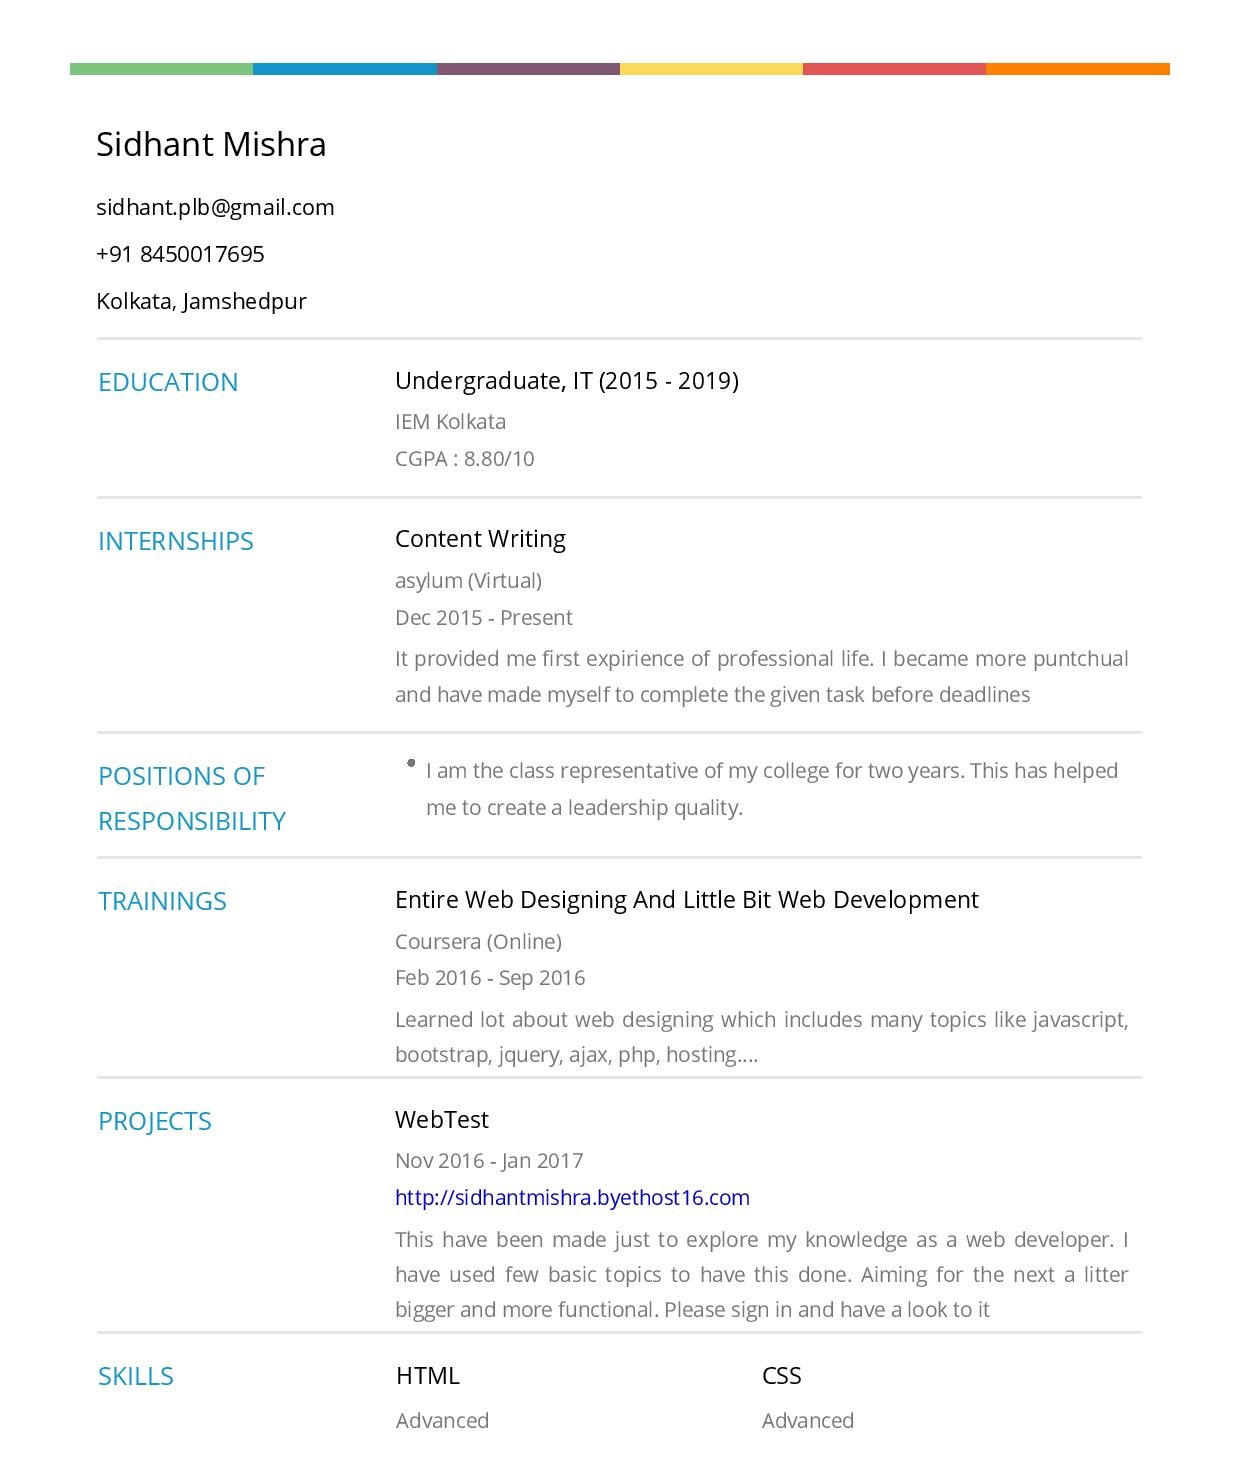 Sidhant Mishra
sidhant.plb@gmail.com
+91 8450017695
Kolkata, Jamshedpur
EDUCATION
Undergraduate, IT (2015 - 2019)
IEM Kolkata
CGPA : 8.80/10
INTERNSHIPS
Content Writing
asylum (Virtual)
Dec 2015 - Present
It provided me first expirience of professional life. I became more puntchual
and have made myself to complete the given task before deadlines
POSITIONS OF
RESPONSIBILITY
• I am the class representative of my college for two years. This has helped
me to create a leadership quality.
TRAININGS
Entire Web Designing And Little Bit Web Development
Coursera (Online)
Feb 2016 - Sep 2016
Learned lot about web designing which includes many topics like javascript,
bootstrap, jquery, ajax, php, hosting....
PROJECTS
WebTest
Nov 2016 - Jan 2017
http://sidhantmishra.byethost16.com
This have been made just to explore my knowledge as a web developer. I
have used few basic topics to have this done. Aiming for the next a litter
bigger and more functional. Please sign in and have a look to it
SKILLS
HTML
Advanced
CSS
Advanced